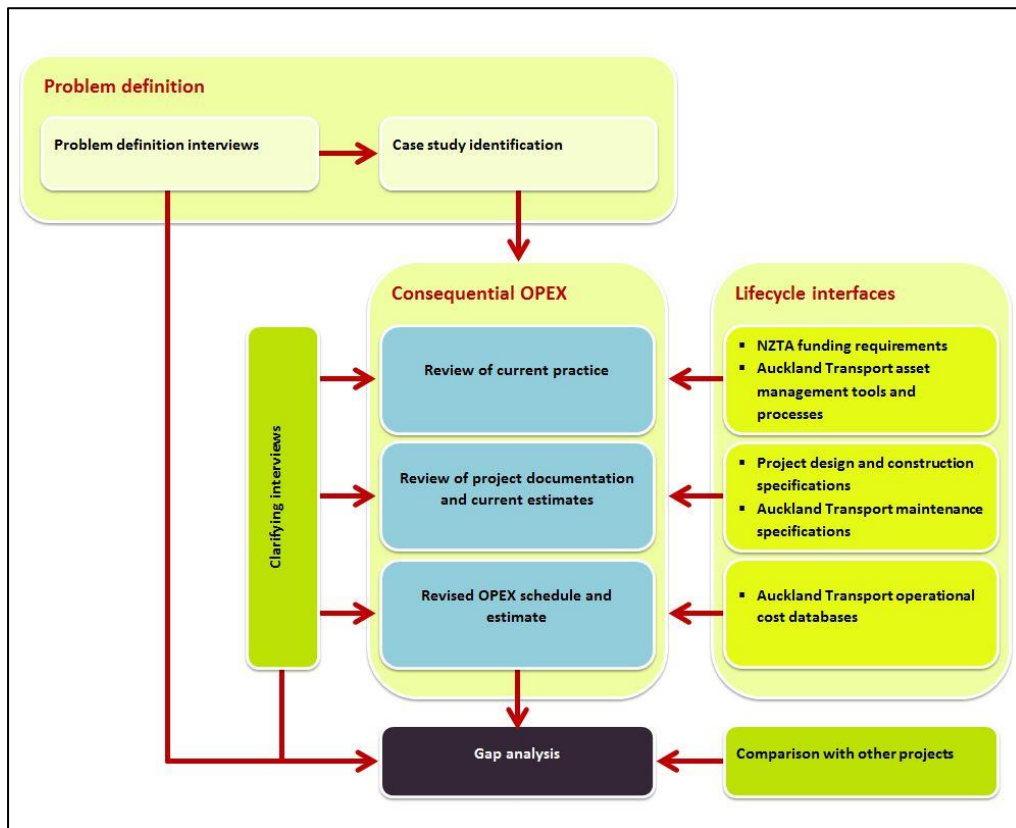 Problem definition
Problem definition interviews
Case study identification
Consequential OPEX
Lifecycle interfaces
Clarifying interviews
Review of current practice
▪ NZTA funding requirements
▪ Auckland Transport asset
management tools and
processes
Review of project documentation
and current estimates
▪ Project design and construction
specifications
▪ Auckland Transport maintenance
specifications
Revised OPEX schedule and
estimate
▪ Auckland Transport operational
cost databases
Gap analysis
Comparison with other projects